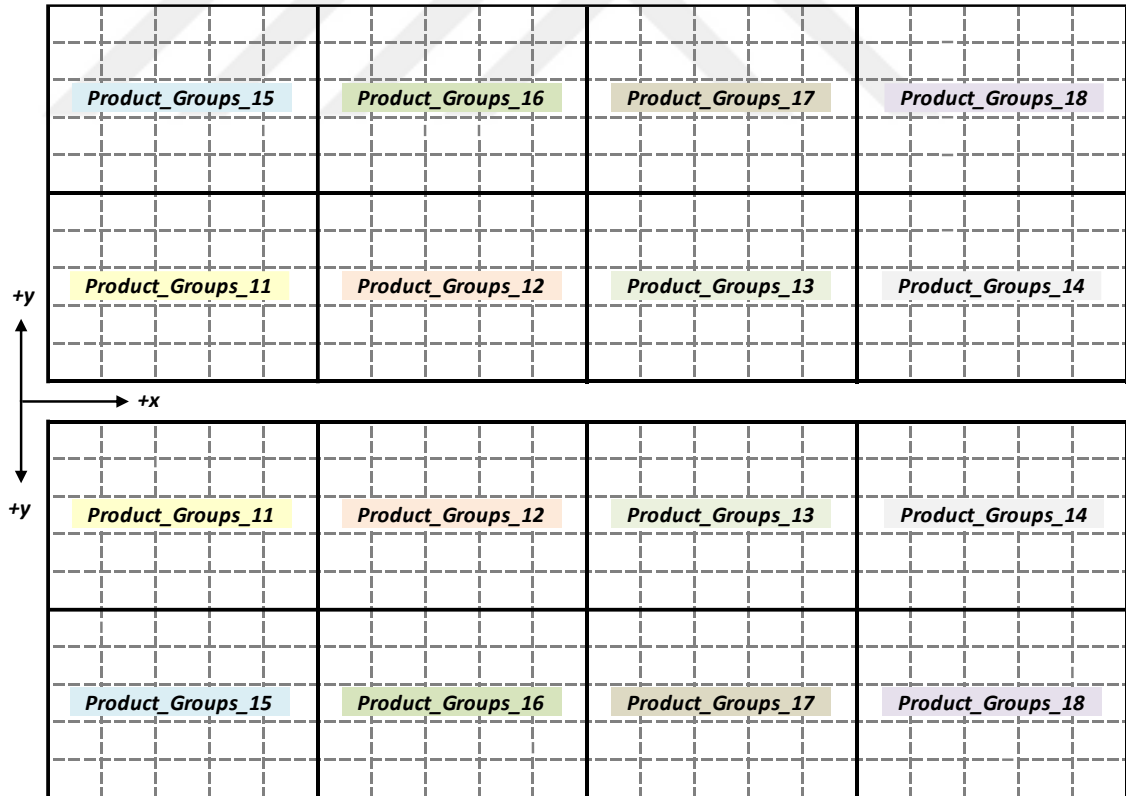 Product_Groups_15 Product_Groups_16 Product_Groups_17 Product_Groups_18
Product_Groups_11 Product_Groups_12 Product_Groups_13 Product_Groups_14
+y
+x
+y
Product_Groups_11 Product_Groups_12 Product_Groups_13 Product_Groups_14
Product_Groups_15 Product_Groups_16 Product_Groups_17 Product_Groups_18